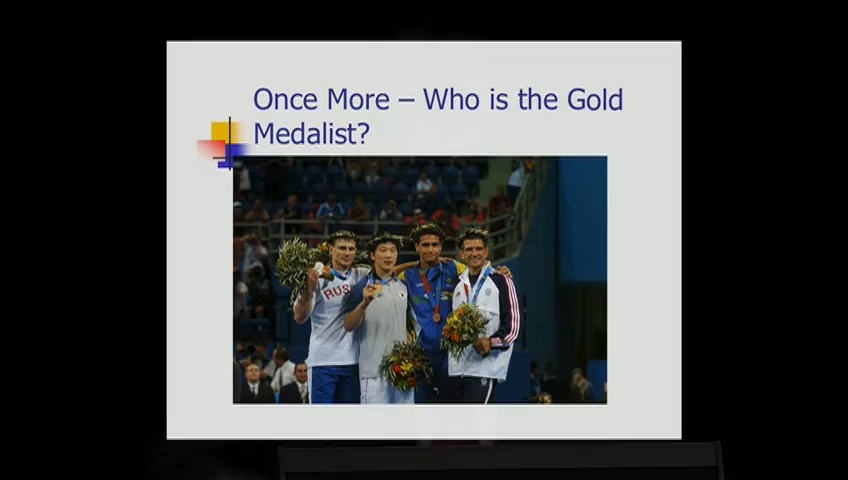 Once More – Who is the Gold
Medalist?
RUS